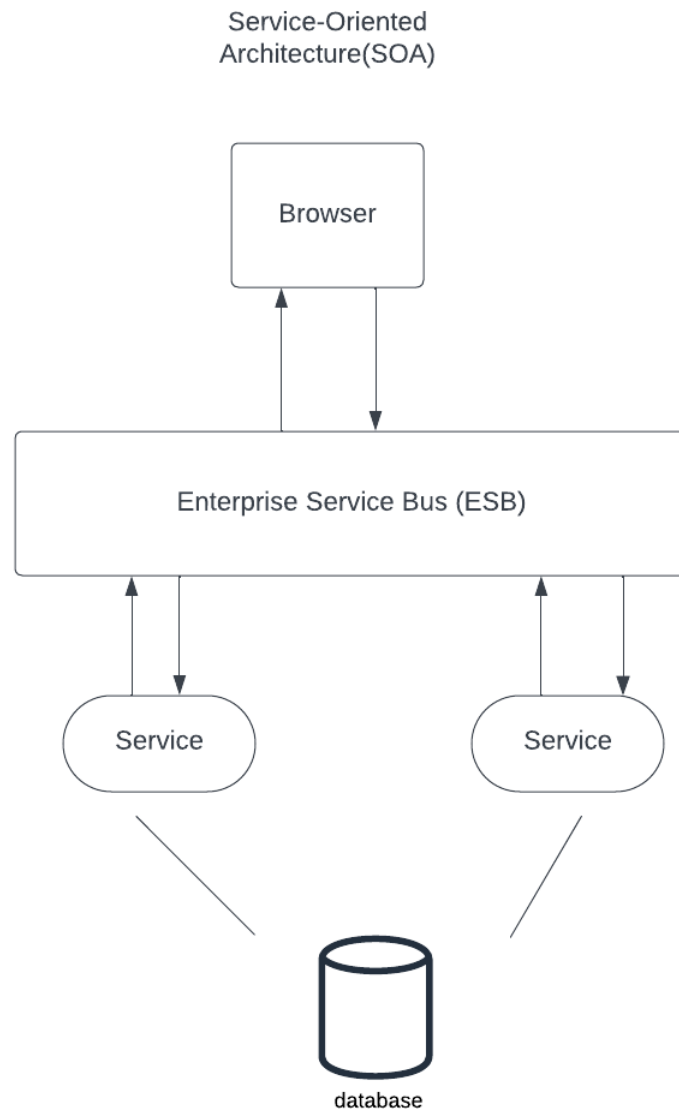 Service-Oriented
Architecture(SOA)
Browser
Enterprise Service Bus (ESB)
Service
Service
database